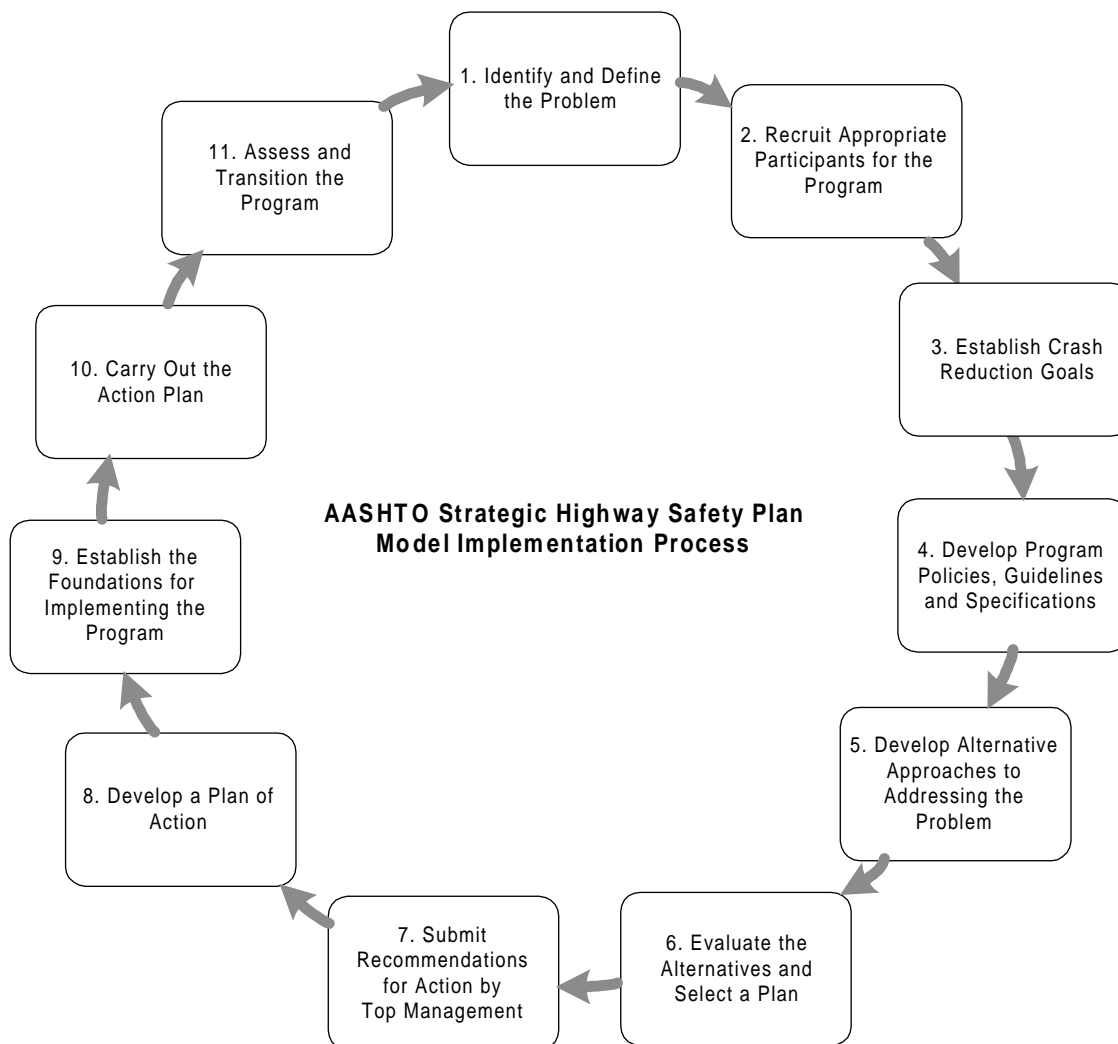 1. Identify and Define
the Problem
2. Recruit Appropriate
Participants for the
Program
3. Establish Crash
Reduction Goals
4. Develop Program
Policies, Guidelines
and Specifications
5. Develop Alternative
Approaches to
Addressing the
Problem
6. Evaluate the
Alternatives and
Select a Plan
7. Submit
Recommendations
for Action by
Top Management
8. Develop a Plan of
Action
9. Establish the
Foundations for
Implementing the
Program
10. Carry Out the
Action Plan
11. Assess and
Transition the
Program
AASHTO Strategic Highway Safety Plan
Model Implementation Process